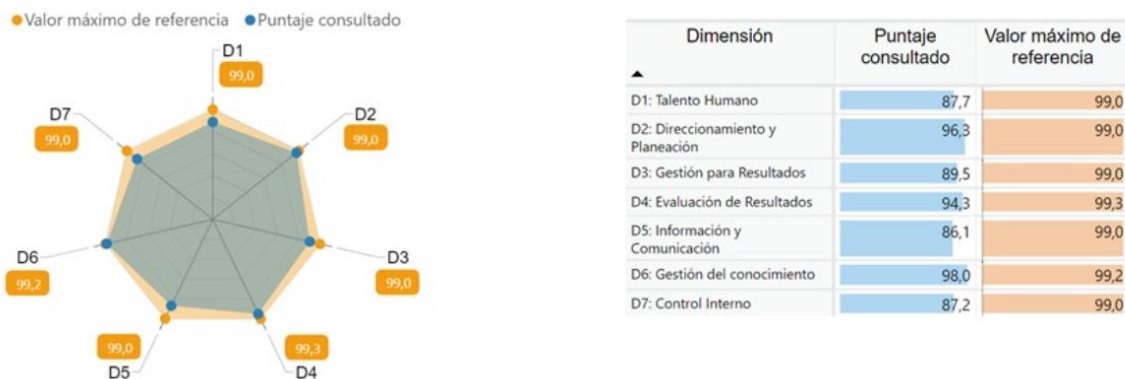 Valor máximo de referencia Puntaje consultado
D1
99,0
D2
99,0
D3
99,0
D4
99,3
D5
99,0
D6
99,2
D7
99,0
Dimensión Puntaje consultado Valor máximo de referencia
D1: Talento Humano 87,7 99,0
D2: Direccionamiento y
Planeación 96,3 99,0
D3: Gestión para Resultados 89,5 99,0
D4: Evaluación de Resultados 94,3 99,3
D5: Información y
Comunicación 86,1 99,0
D6: Gestión del conocimiento 98,0 99,2
D7: Control Interno 87,2 99,0